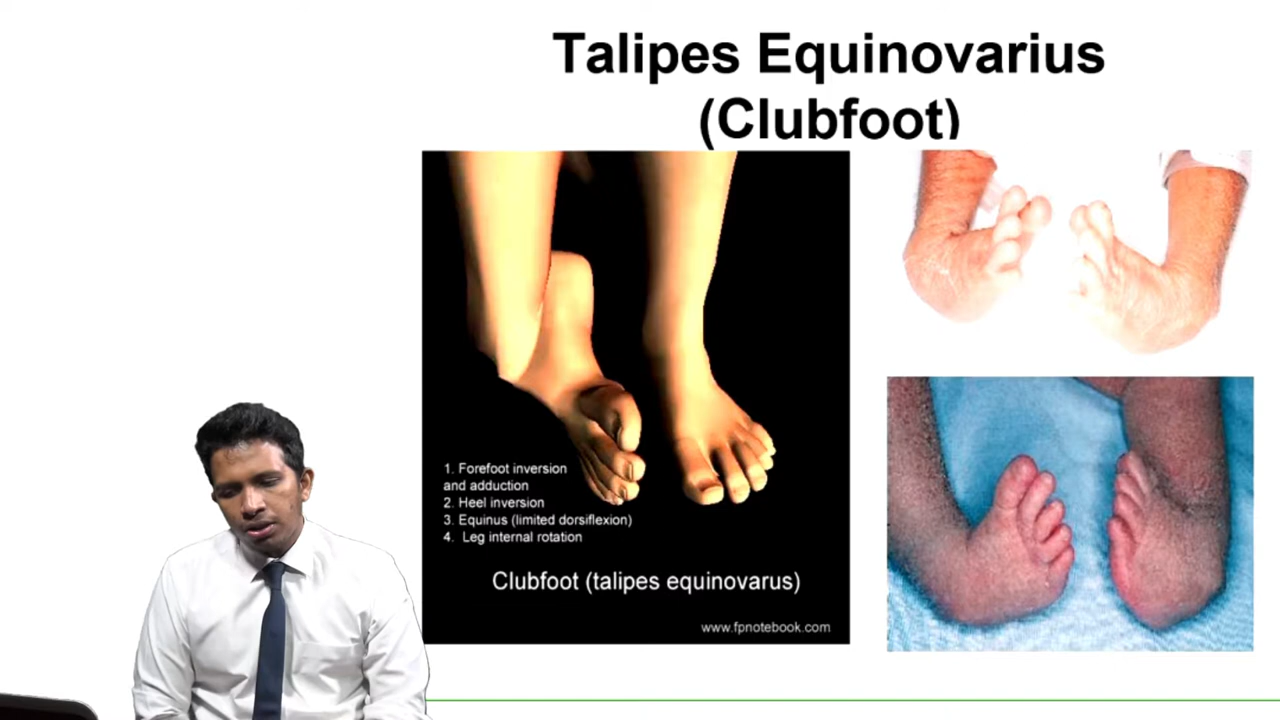 Talipes Equinovarius
(Clubfoot)
1. Forefoot inversion
and adduction
2. Heel inversion
3. Equinus (limited dorsiflexion)
4. Leg internal rotation
Clubfoot (talipes equinovarus)
www.fpnotebook.com